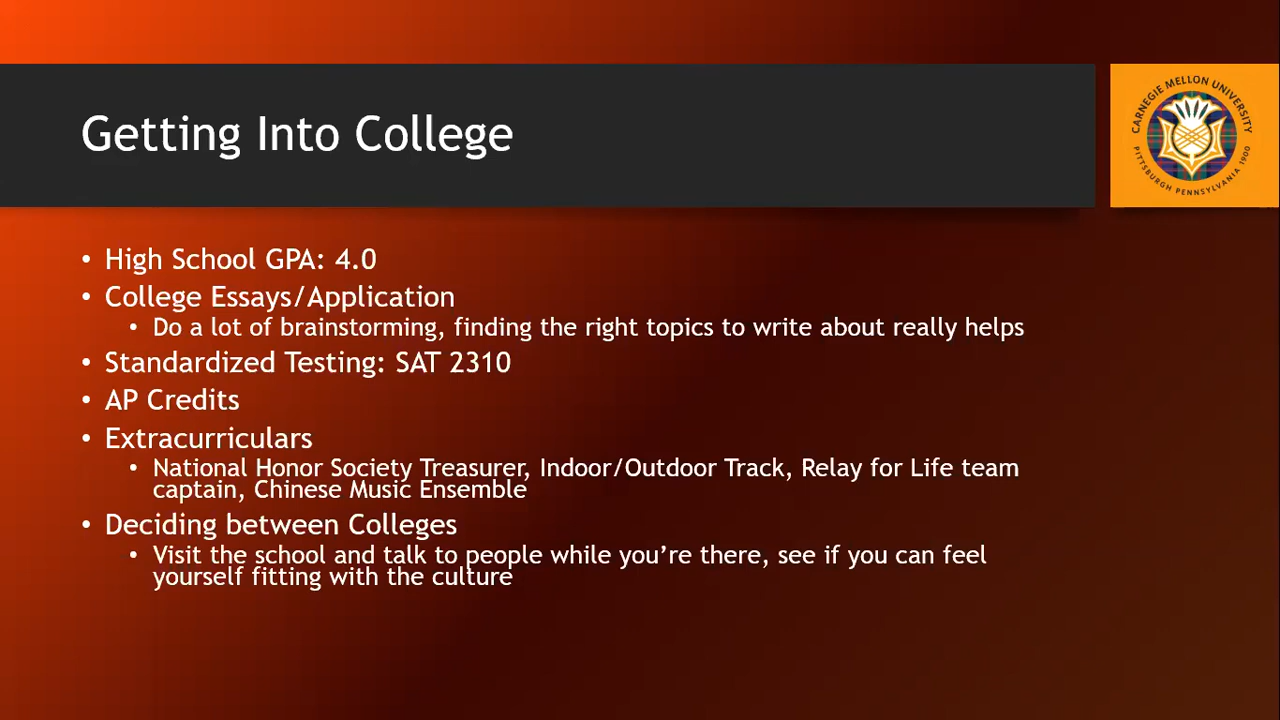 Getting Into College
CARNEGIE MELLON UNIVERSITY
PITTSBURGH PENNSYLVANIA 1900
• High School GPA: 4.0
• College Essays/Application
• Do a lot of brainstorming, finding the right topics to write about really helps
• Standardized Testing: SAT 2310
• AP Credits
• Extracurriculars
• National Honor Society Treasurer, Indoor/Outdoor Track, Relay for Life team
captain, Chinese Music Ensemble
• Deciding between Colleges
• Visit the school and talk to people while you’re there, see if you can feel
yourself fitting with the culture